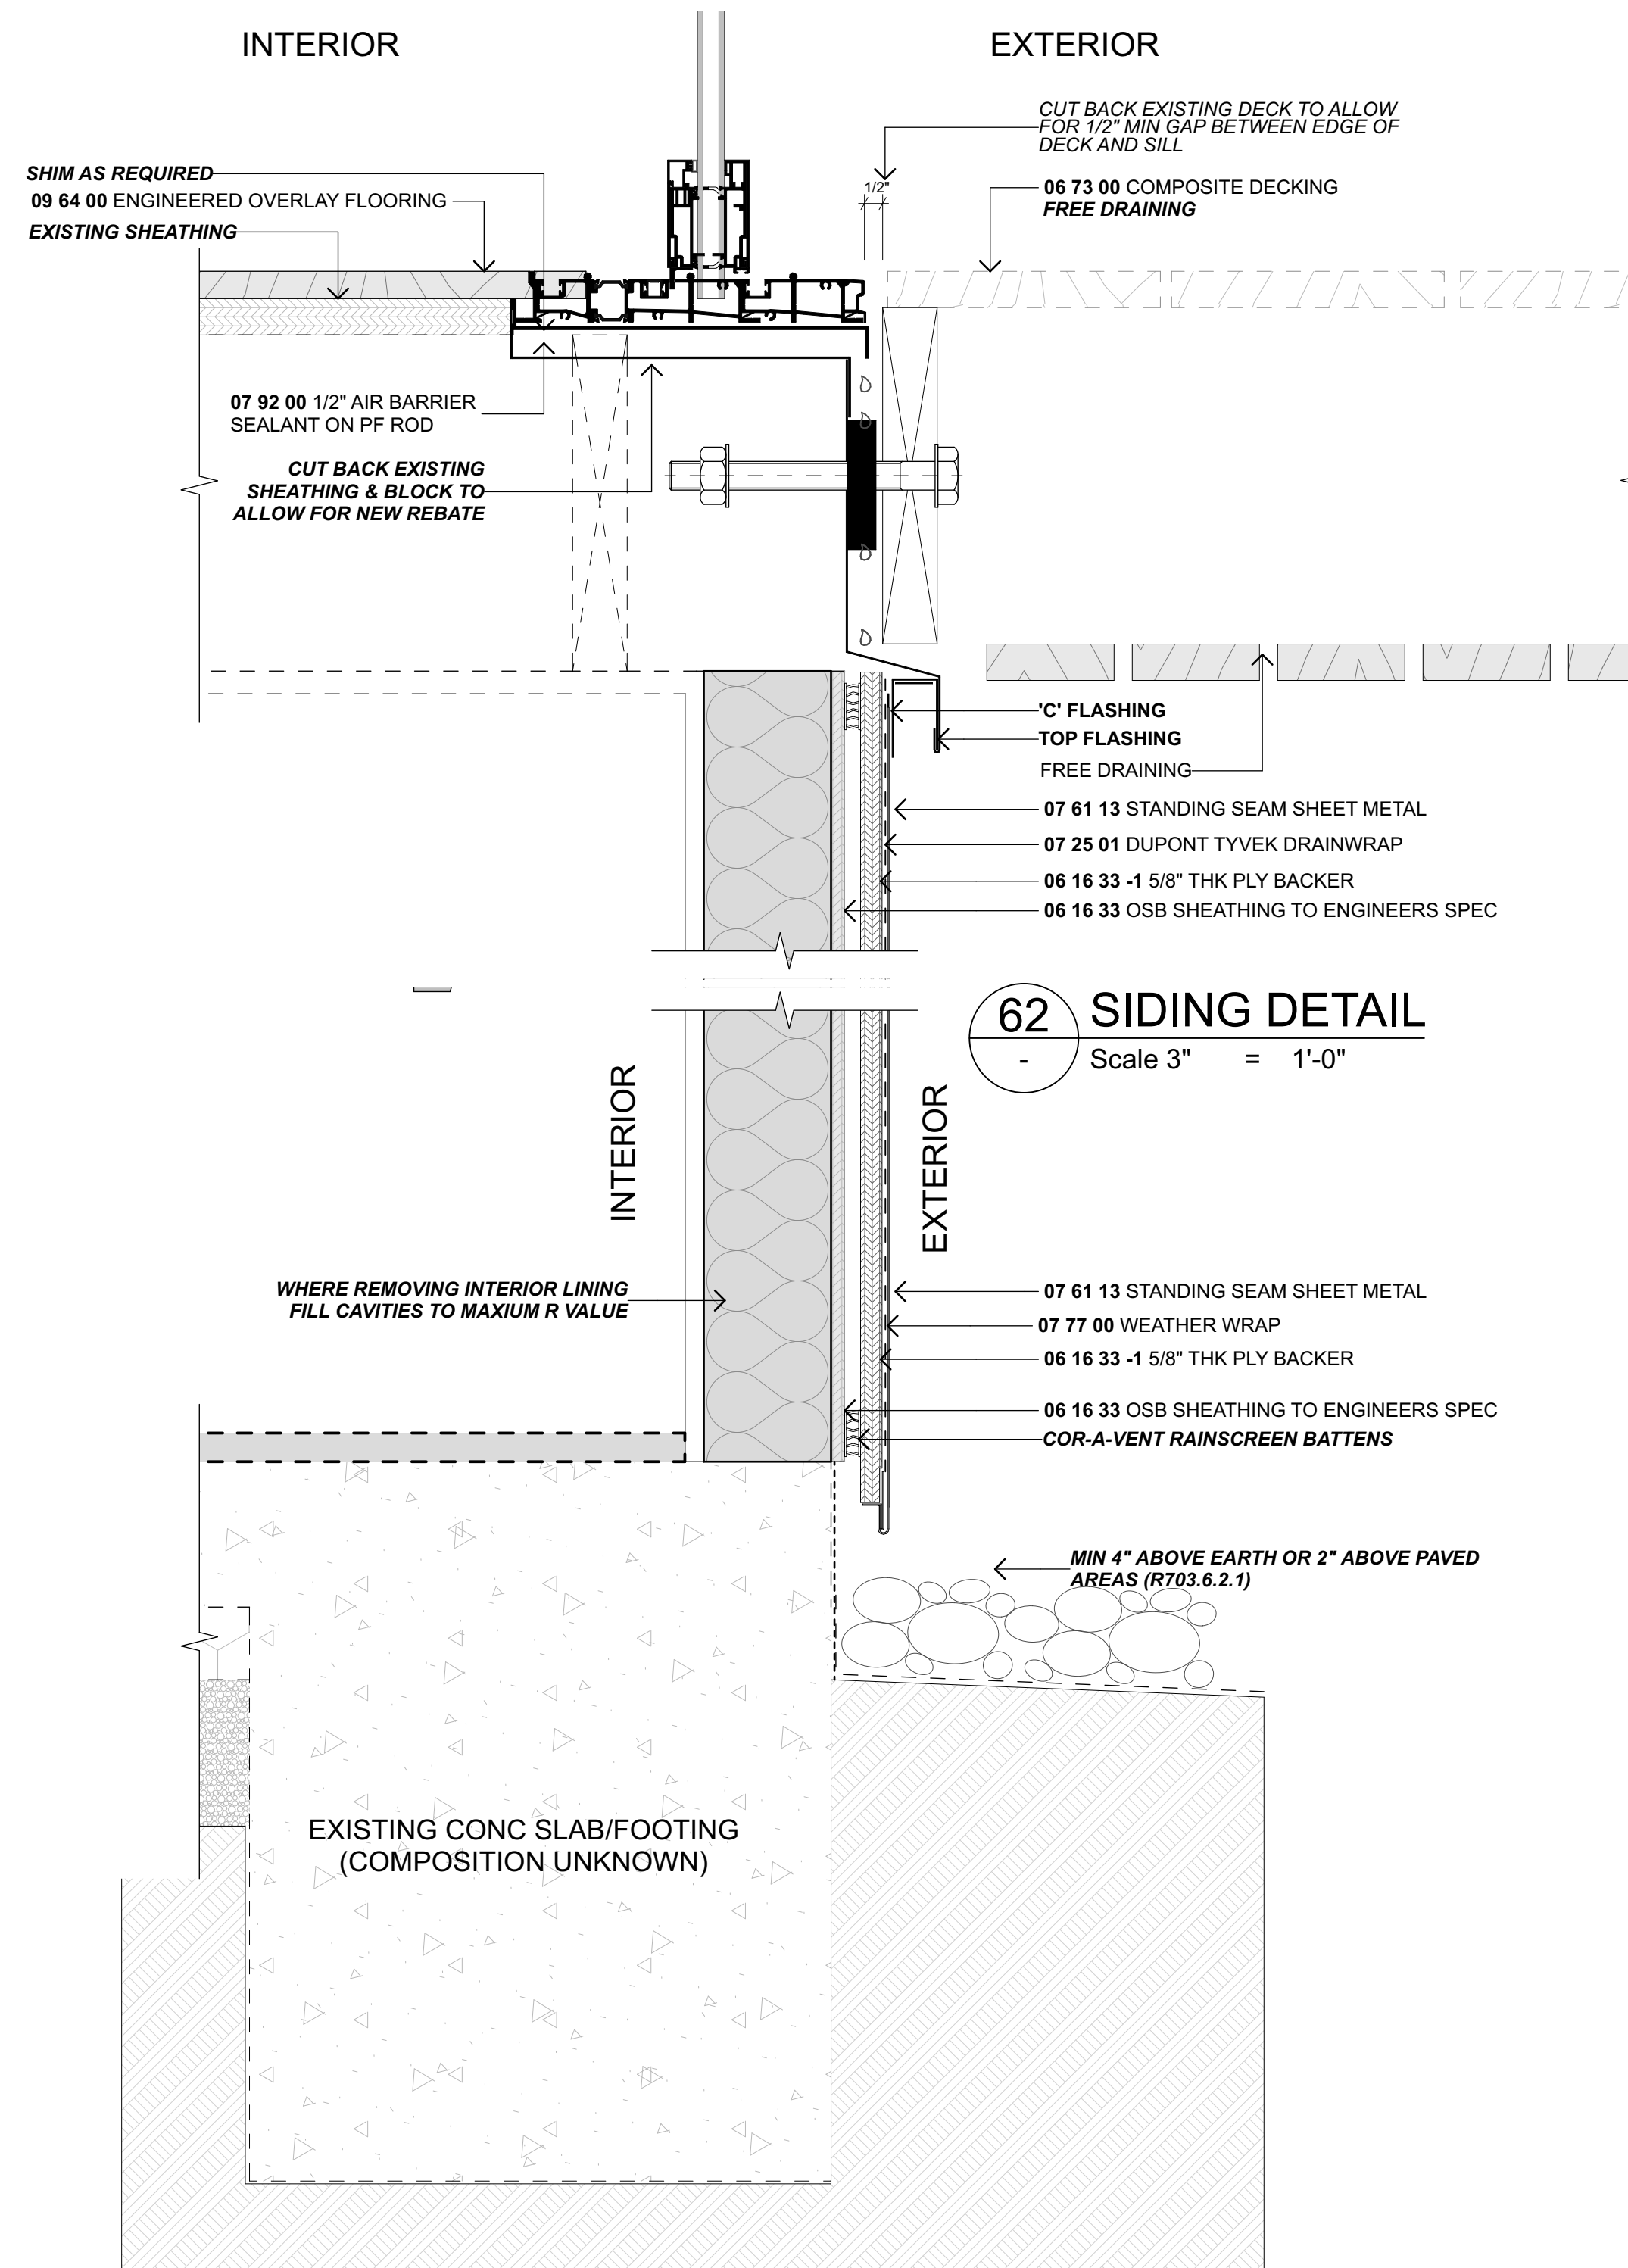 INTERIOR
EXTERIOR
CUT BACK EXISTING DECK TO ALLOW
FOR 1/2" MIN GAP BETWEEN EDGE OF
DECK AND SILL
SHIM AS REQUIRED
09 64 00 ENGINEERED OVERLAY FLOORING
EXISTING SHEATHING
1/2"
06 73 00 COMPOSITE DECKING
FREE DRAINING
07 92 00 1/2" AIR BARRIER
SEALANT ON PF ROD
CUT BACK EXISTING
SHEATHING & BLOCK TO
ALLOW FOR NEW REBATE
'C' FLASHING
TOP FLASHING
FREE DRAINING
07 61 13 STANDING SEAM SHEET METAL
07 25 01 DUPONT TYVEK DRAINWRAP
06 16 33 -1 5/8" THK PLY BACKER
06 16 33 OSB SHEATHING TO ENGINEERS SPEC
62
-
SIDING DETAIL
Scale 3" = 1'-0"
INTERIOR
EXTERIOR
WHERE REMOVING INTERIOR LINING
FILL CAVITIES TO MAXIUM R VALUE
07 61 13 STANDING SEAM SHEET METAL
07 77 00 WEATHER WRAP
06 16 33 -1 5/8" THK PLY BACKER
06 16 33 OSB SHEATHING TO ENGINEERS SPEC
COR-A-VENT RAINSCREEN BATTENS
MIN 4" ABOVE EARTH OR 2" ABOVE PAVED
AREAS (R703.6.2.1)
EXISTING CONC SLAB/FOOTING
(COMPOSITION UNKNOWN)